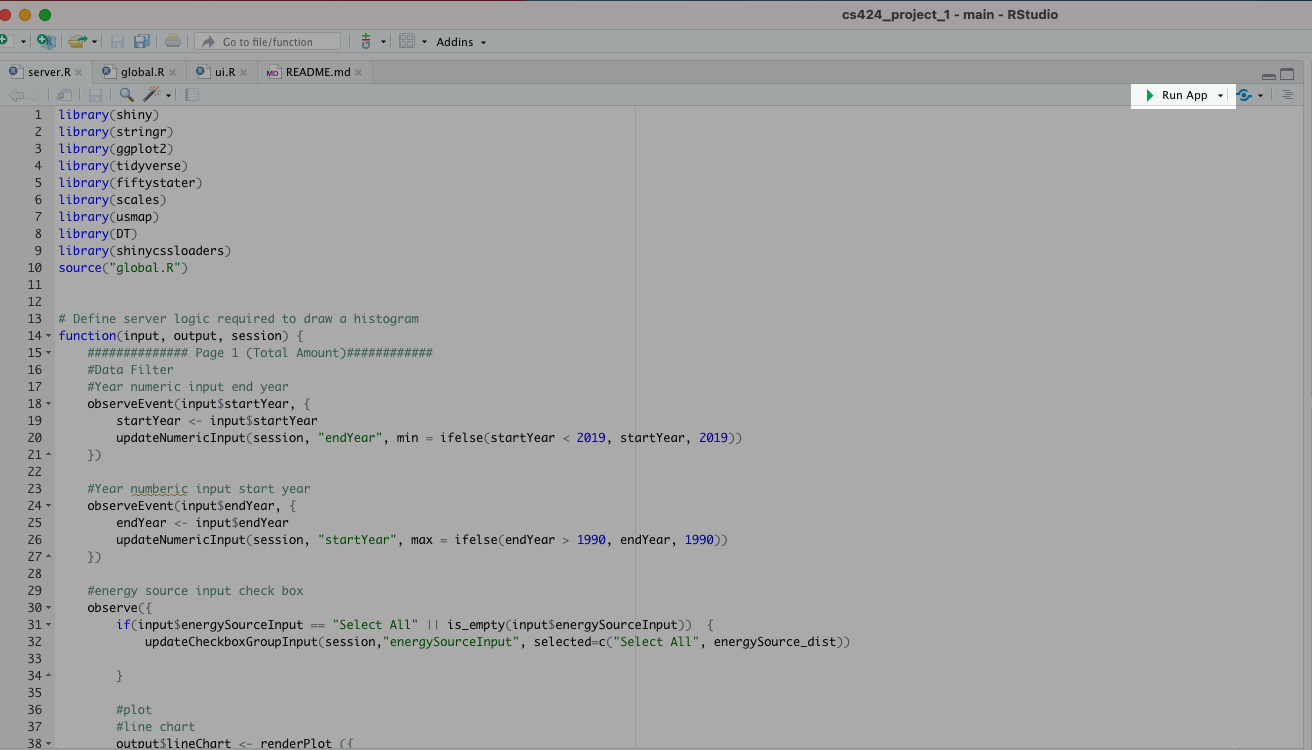 cs424_project_1 - main - RStudio
Go to file/function
Addins
server.R
global.R
ui.R
MD README.md
Run App
1 library(shiny)
2 library(stringr)
3 library(ggplot2)
4 library(tidyverse)
5 library(fiftystater)
6 library(scales)
7 library(usmap)
8 library(DT)
9 library(shinycssloaders)
10 source("global.R")
11
12
13 # Define server logic required to draw a histogram
14 function(input, output, session) {
15     ############## Page 1 (Total Amount)############
16     #Data Filter
17     #Year numeric input end year
18     observeEvent(input$startYear, {
19         startYear <- input$startYear
20         updateNumericInput(session, "endYear", min = ifelse(startYear < 2019, startYear, 2019))
21     })
22
23     #Year numberic input start year
24     observeEvent(input$endYear, {
25         endYear <- input$endYear
26         updateNumericInput(session, "startYear", max = ifelse(endYear > 1990, endYear, 1990))
27     })
28
29     #energy source input check box
30     observe({
31         if(input$energySourceInput == "Select All" || is_empty(input$energySourceInput))  {
32             updateCheckboxGroupInput(session,"energySourceInput", selected=c("Select All", energySource_dist))
33
34         }
35
36         #plot
37         #line chart
38         output$lineChart <- renderPlot ({